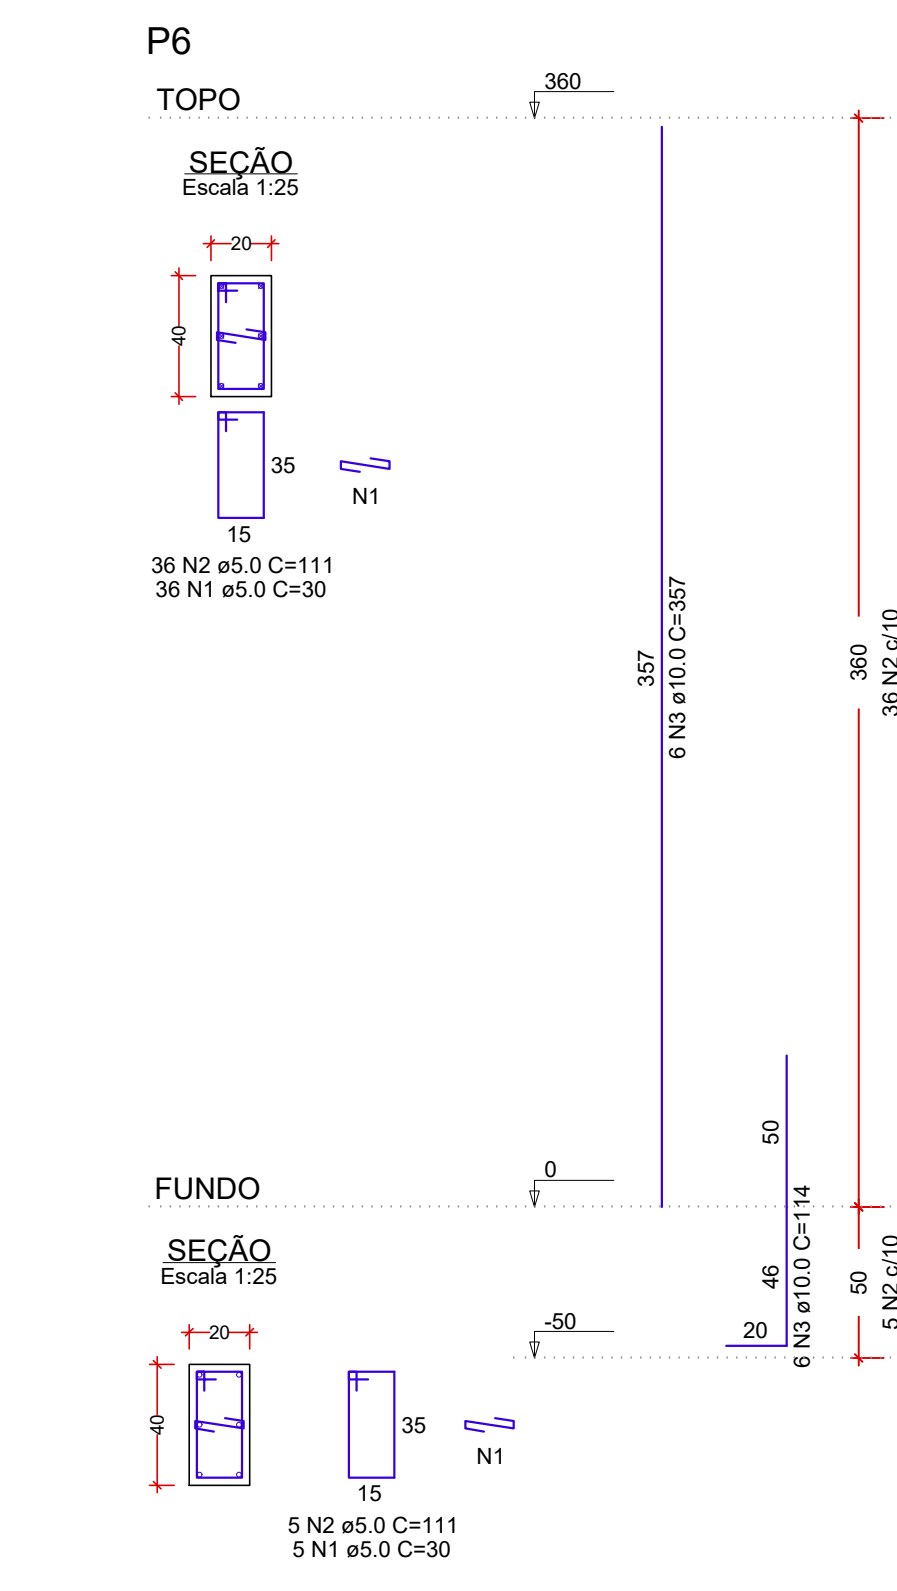 P6
TOPO
360
SEÇÃO
Escala 1:25
20
40
35
15
N1
36 N2 ø5.0 C=111
36 N1 ø5.0 C=30
357
6 N3 ø10.0 C=357
360
36 N2 c/10
50
46
20
6 N3 ø10.0 C=114
50
5 N2 c/10
FUNDO
0
SEÇÃO
Escala 1:25
-50
20
40
35
15
N1
5 N2 ø5.0 C=111
5 N1 ø5.0 C=30